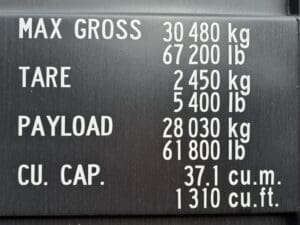 MAX GROSS 30 480 kg
67 200 lb
TARE 2 450 kg
5 400 lb
PAYLOAD 28 030 kg
61 800 lb
CU. CAP. 37.1 cu.m.
1 310 cu.ft.